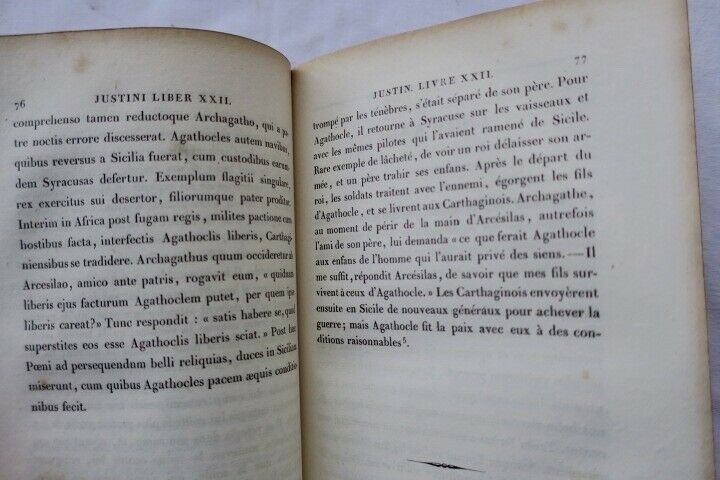 76 JUSTINI LIBER XXII.
comprehenso tamen reductoque Archagatho, qui a pa-
tre noctis errore discesserat. Agathocles autem navibus,
quibus reversus a Sicilia fuerat, cum custodibus earum-
dem Syracusas defertur. Exemplum flagitii singulare,
rex exercitus sui desertor, filiorumque pater proditor.
Interim in Africa post fugam regis, milites pactione cum
hostibus facta, interfectis Agathoclis liberis, Carthagi-
niensibus se tradidere. Archagathus quum occideretur ab
Arcesilao, amico ante patris, rogavit eum, « quidnam
liberis ejus facturum Agathoclem putet, per quem ipse
liberis careat?» Tunc respondit : « satis habere se, quod
superstites eos esse Agathoclis liberis sciat.» Post hæc
Pœni ad persequendum belli reliquias, duces in Siciliam
miserunt, cum quibus Agathocles pacem æquis conditio-
nibus fecit.
JUSTIN. LIVRE XXII. 77
trompé par les ténèbres, s'était séparé de son père. Pour
Agathocle, il retourne à Syracuse sur les vaisseaux et
avec les mêmes pilotes qui l'avaient ramené de Sicile.
Rare exemple de lâcheté, de voir un roi délaisser son ar-
mée, et un père trahir ses enfans. Après le départ du
roi, les soldats traitent avec l'ennemi, égorgent les fils
d'Agathocle, et se livrent aux Carthaginois. Archagathe,
au moment de périr de la main d'Arcésilas, autrefois
l'ami de son père, lui demanda « ce que ferait Agathocle
aux enfans de l'homme qui l'aurait privé des siens. — Il
me suffit, répondit Arcésilas, de savoir que mes fils sur-
vivent à ceux d'Agathocle. » Les Carthaginois envoyèrent
ensuite en Sicile de nouveaux généraux pour achever la
guerre; mais Agathocle fit la paix avec eux à des con-
ditions raisonnables⁵.